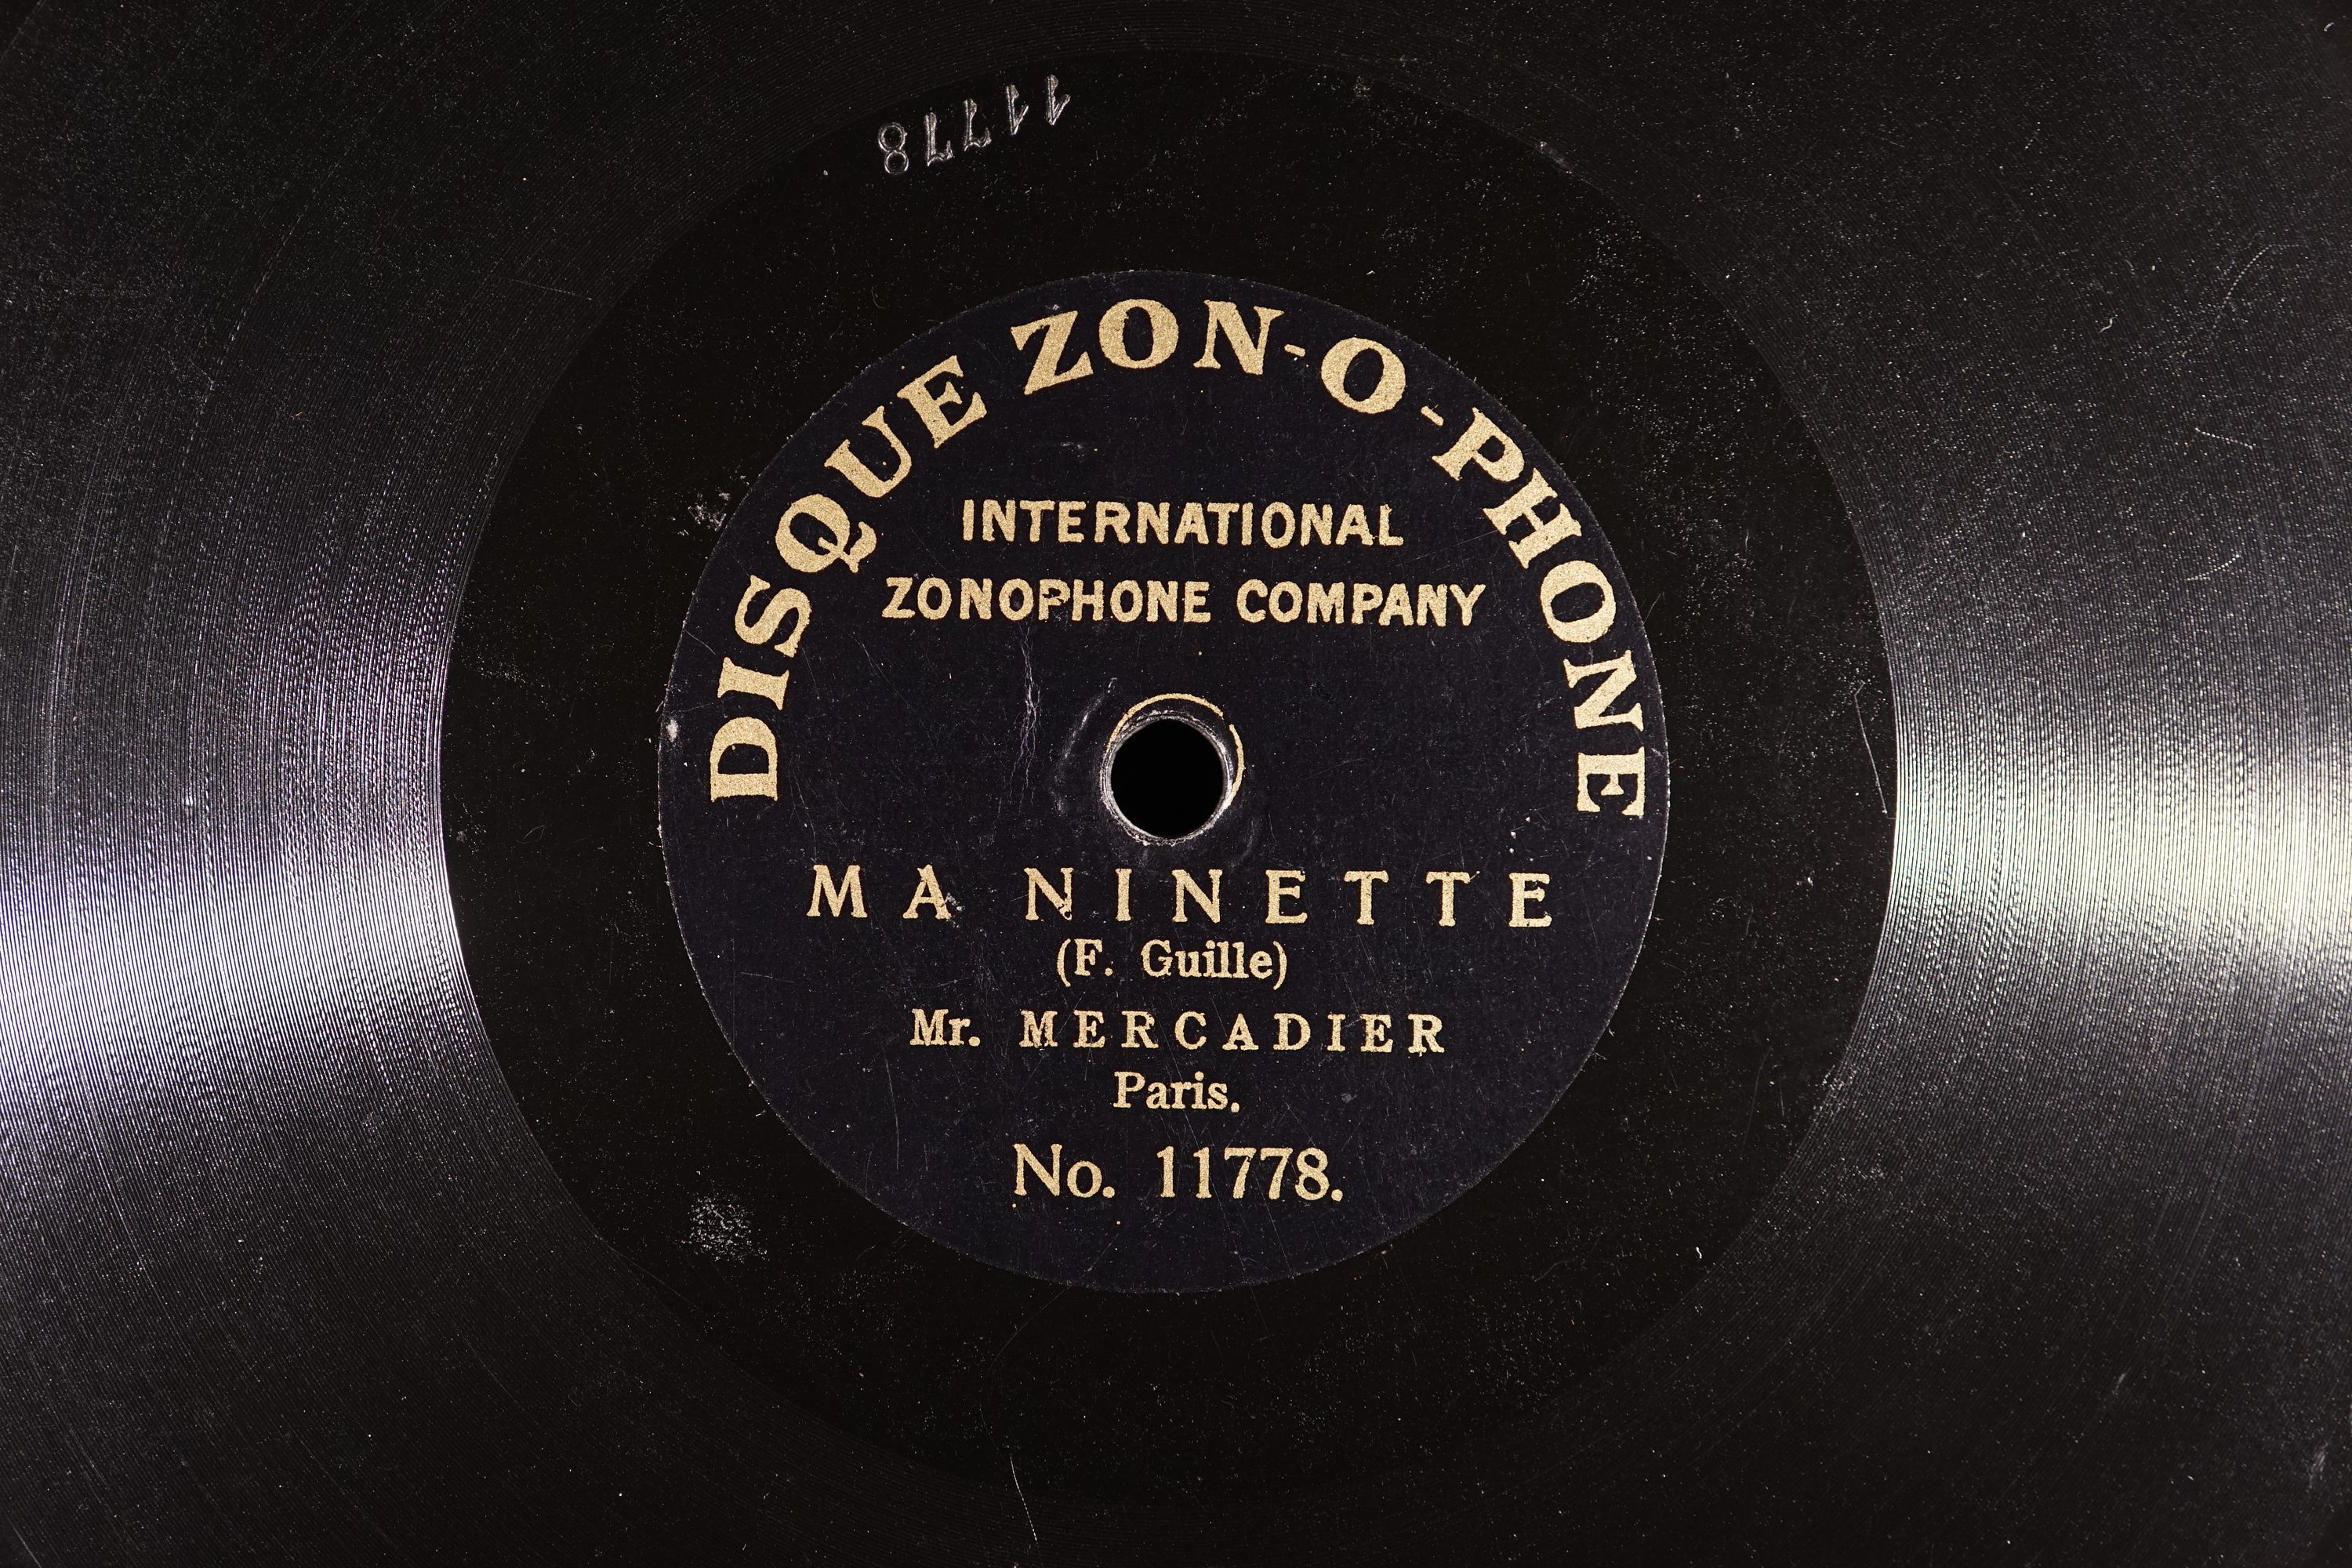 11778
DISQUE ZON-O-PHONE
INTERNATIONAL
ZONOPHONE COMPANY
MA NINETTE
(F. Guille)
Mr. MERCADIER
Paris.
No. 11778.